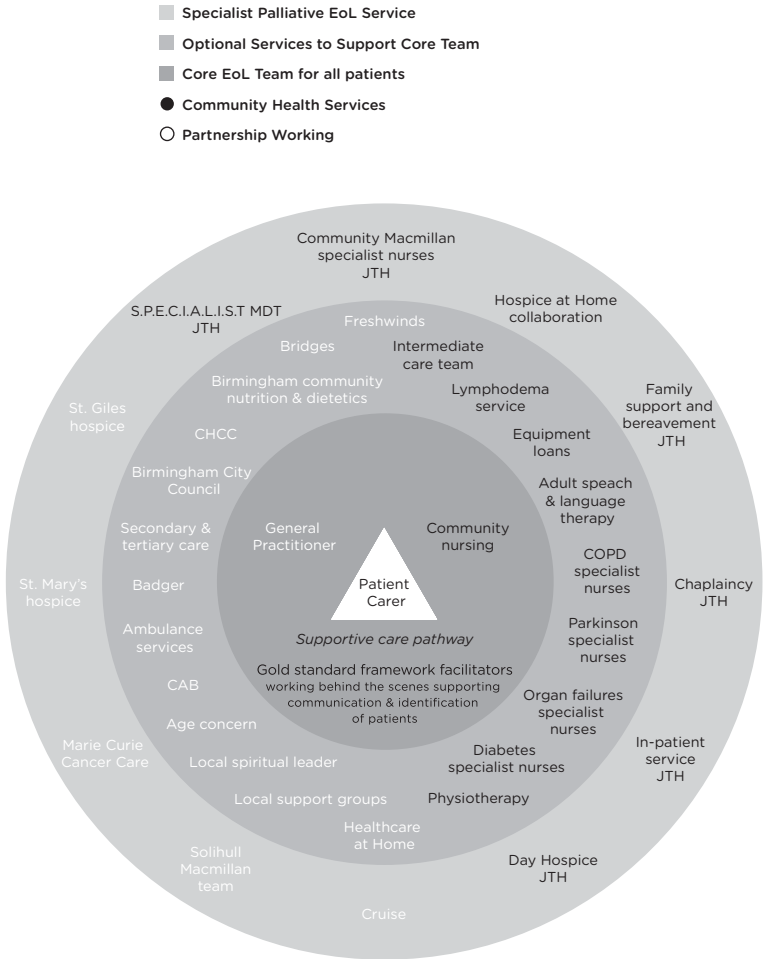 Specialist Palliative EoL Service
Optional Services to Support Core Team
Core EoL Team for all patients
Community Health Services
Partnership Working
Community Macmillan
specialist nurses
JTH
S.P.E.C.I.A.L.I.S.T MDT
JTH
Hospice at Home
collaboration
Freshwinds
Bridges
Intermediate
care team
Birmingham community
nutrition & dietetics
Lymphodema
service
St. Giles
hospice
Family
support and
bereavement
JTH
CHCC
Equipment
loans
Birmingham City
Council
Adult speach
& language
therapy
Secondary &
tertiary care
General
Practitioner
Community
nursing
COPD
specialist
nurses
St. Mary's
hospice
Badger
Patient
Carer
Chaplaincy
JTH
Ambulance
services
Supportive care pathway
Parkinson
specialist
nurses
Gold standard framework facilitators
working behind the scenes supporting
communication & identification
of patients
CAB
Organ failures
specialist
nurses
Age concern
Marie Curie
Cancer Care
Local spiritual leader
Diabetes
specialist nurses
In-patient
service
JTH
Local support groups
Physiotherapy
Healthcare
at Home
Solihull
Macmillan
team
Day Hospice
JTH
Cruise